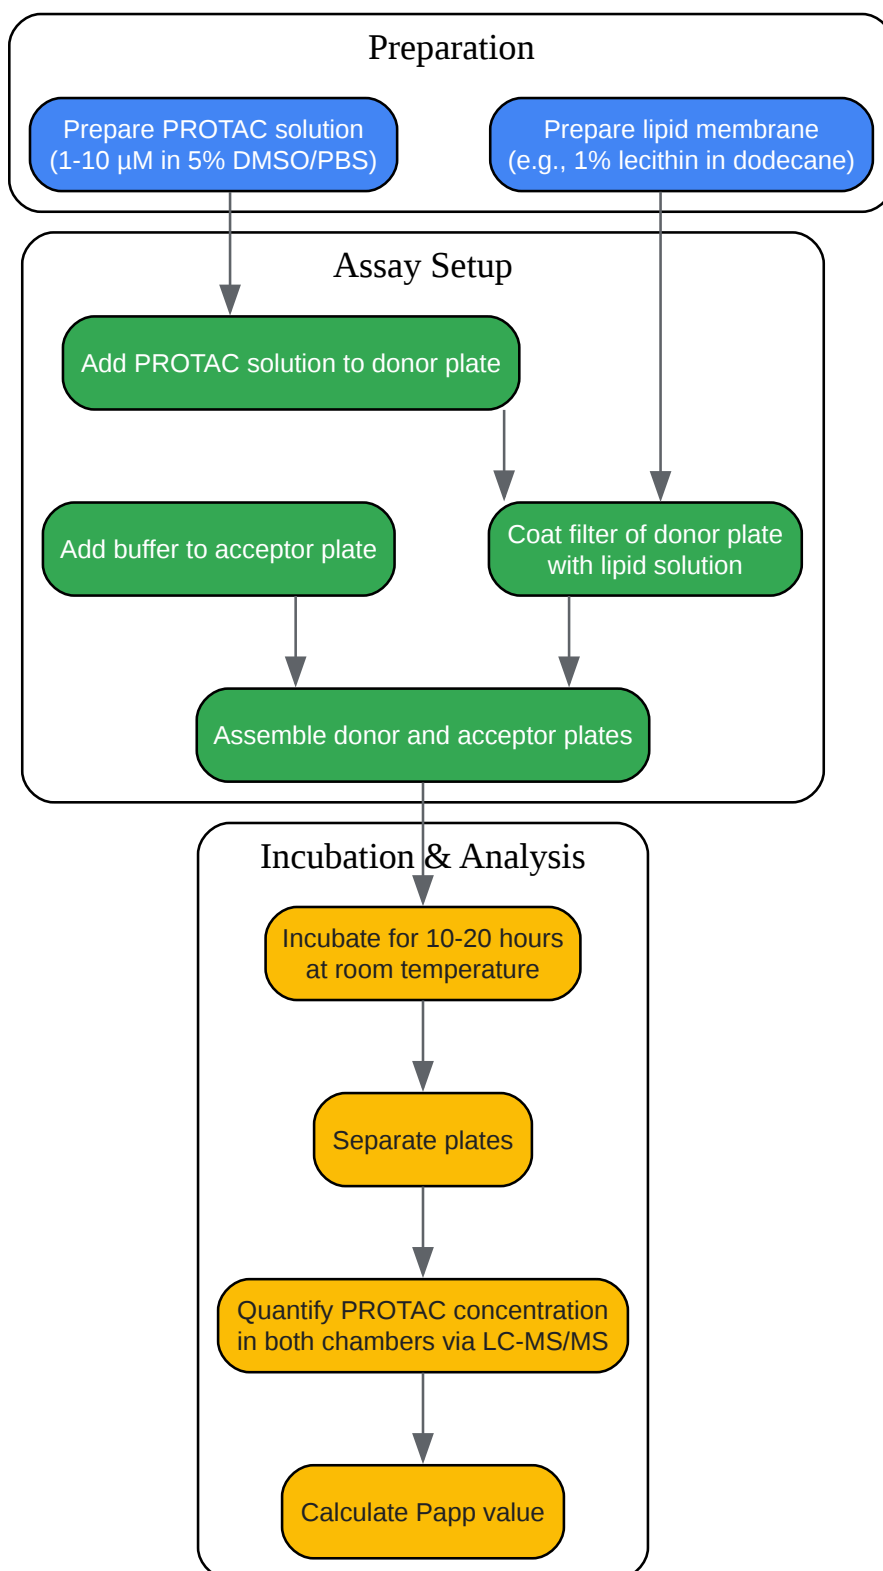 Preparation
Prepare PROTAC solution
(1-10 µM in 5% DMSO/PBS)
Prepare lipid membrane
(e.g., 1% lecithin in dodecane)
Assay Setup
Add PROTAC solution to donor plate
Add buffer to acceptor plate
Coat filter of donor plate
with lipid solution
Assemble donor and acceptor plates
Incubation & Analysis
Incubate for 10-20 hours
at room temperature
Separate plates
Quantify PROTAC concentration
in both chambers via LC-MS/MS
Calculate Papp value